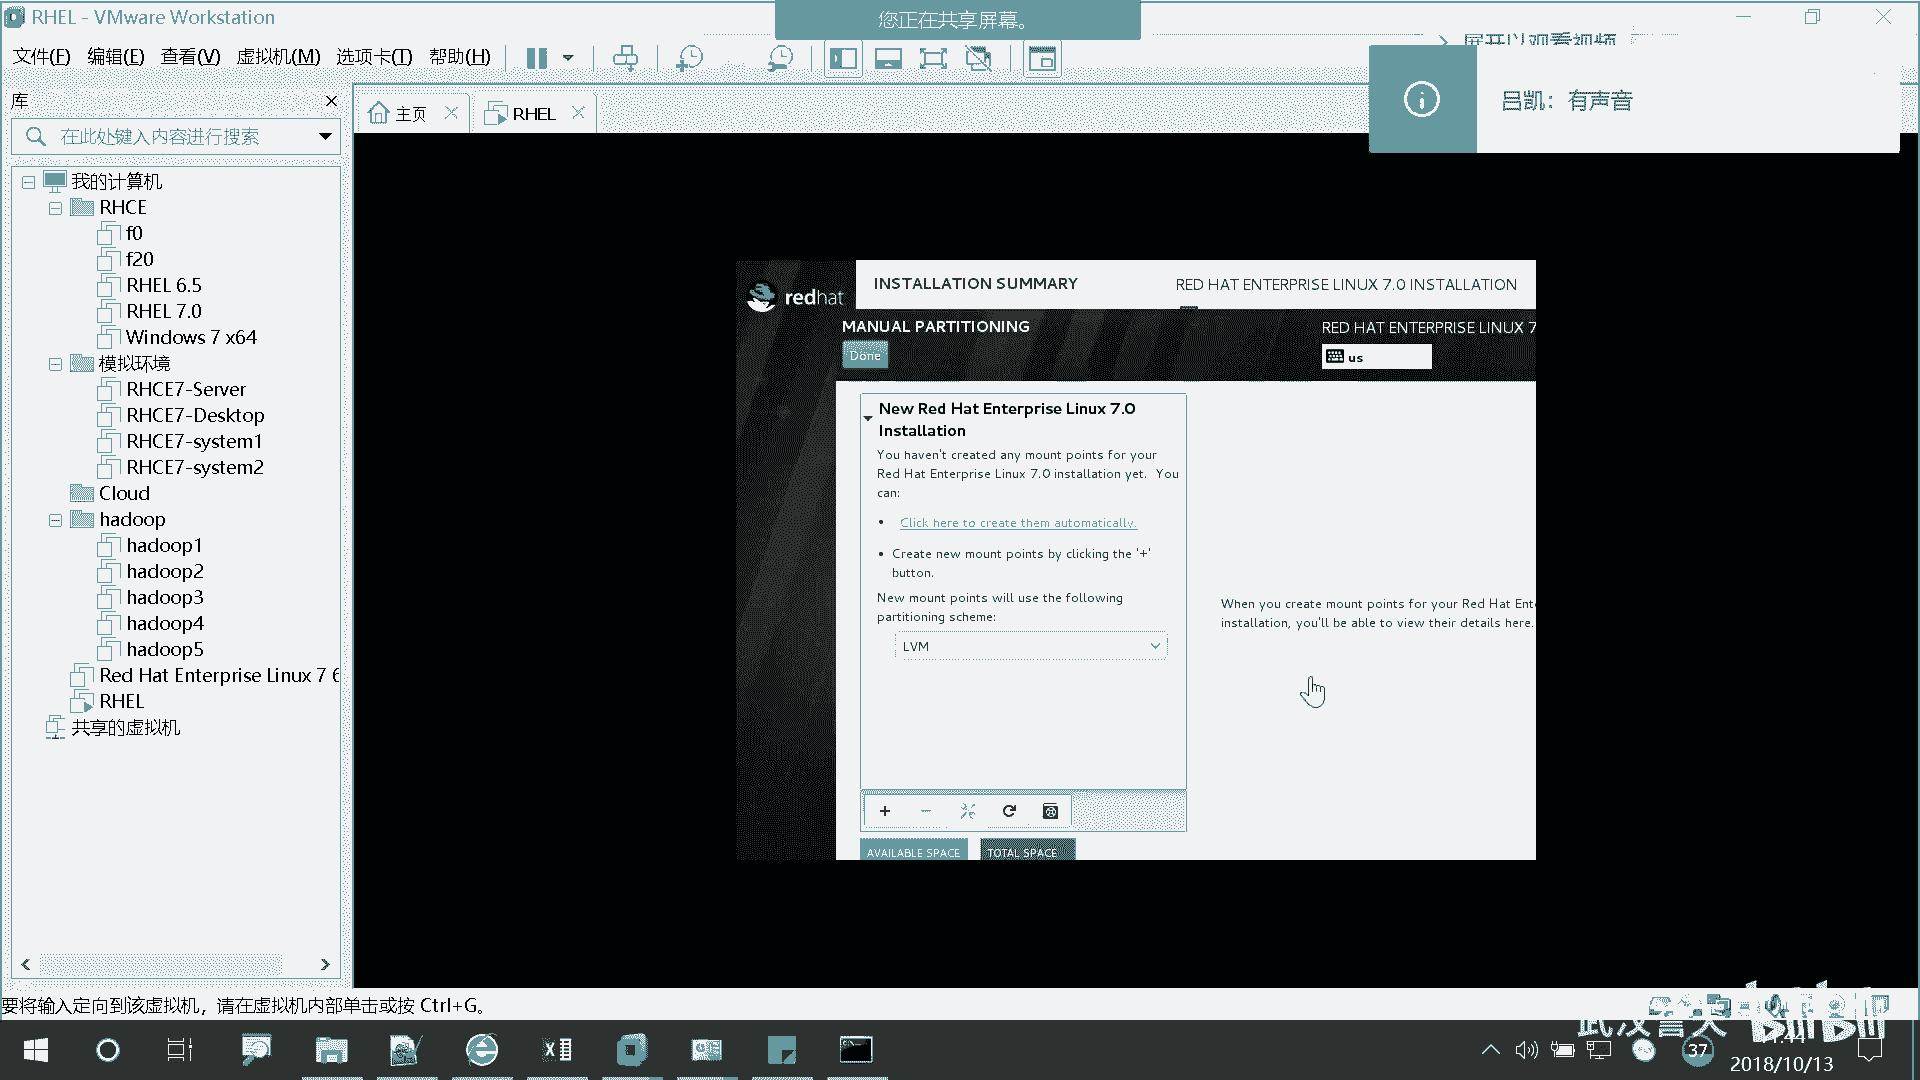 RHEL - VMware Workstation
您正在共享屏幕。
文件(F) 编辑(E) 查看(V) 虚拟机(M) 选项卡(T) 帮助(H)
展开以观看视频
吕凯：有声音
库
主页
RHEL
在此处键入内容进行搜索
我的计算机
RHCE
f0
f20
RHEL 6.5
RHEL 7.0
Windows 7 x64
模拟环境
RHCE7-Server
RHCE7-Desktop
RHCE7-system1
RHCE7-system2
Cloud
hadoop
hadoop1
hadoop2
hadoop3
hadoop4
hadoop5
Red Hat Enterprise Linux 7 6
RHEL
共享的虚拟机
redhat
INSTALLATION SUMMARY
RED HAT ENTERPRISE LINUX 7.0 INSTALLATION
MANUAL PARTITIONING
RED HAT ENTERPRISE LINUX 7
Done
us
New Red Hat Enterprise Linux 7.0
Installation
You haven't created any mount points for your
Red Hat Enterprise Linux 7.0 installation yet. You
can:
• Click here to create them automatically.
• Create new mount points by clicking the '+'
button.
New mount points will use the following
partitioning scheme:
LVM
When you create mount points for your Red Hat Ent
installation, you'll be able to view their details here.
AVAILABLE SPACE
TOTAL SPACE
要将输入定向到该虚拟机，请在虚拟机内部单击或按 Ctrl+G。
bilibili
37
2018/10/13